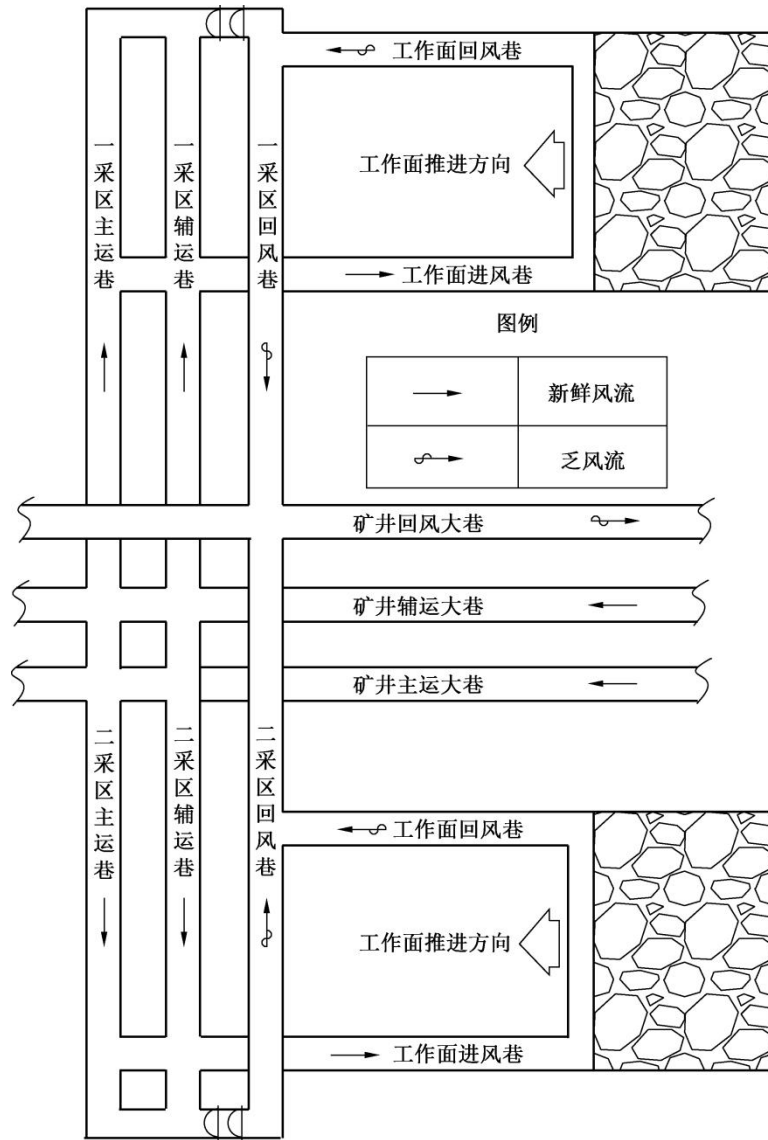 工作面回风巷
一采区主运巷
一采区辅运巷
一采区回风巷
工作面推进方向
工作面进风巷
图例
新鲜风流
乏风流
矿井回风大巷
矿井辅运大巷
矿井主运大巷
二采区主运巷
二采区辅运巷
二采区回风巷
工作面回风巷
工作面推进方向
工作面进风巷